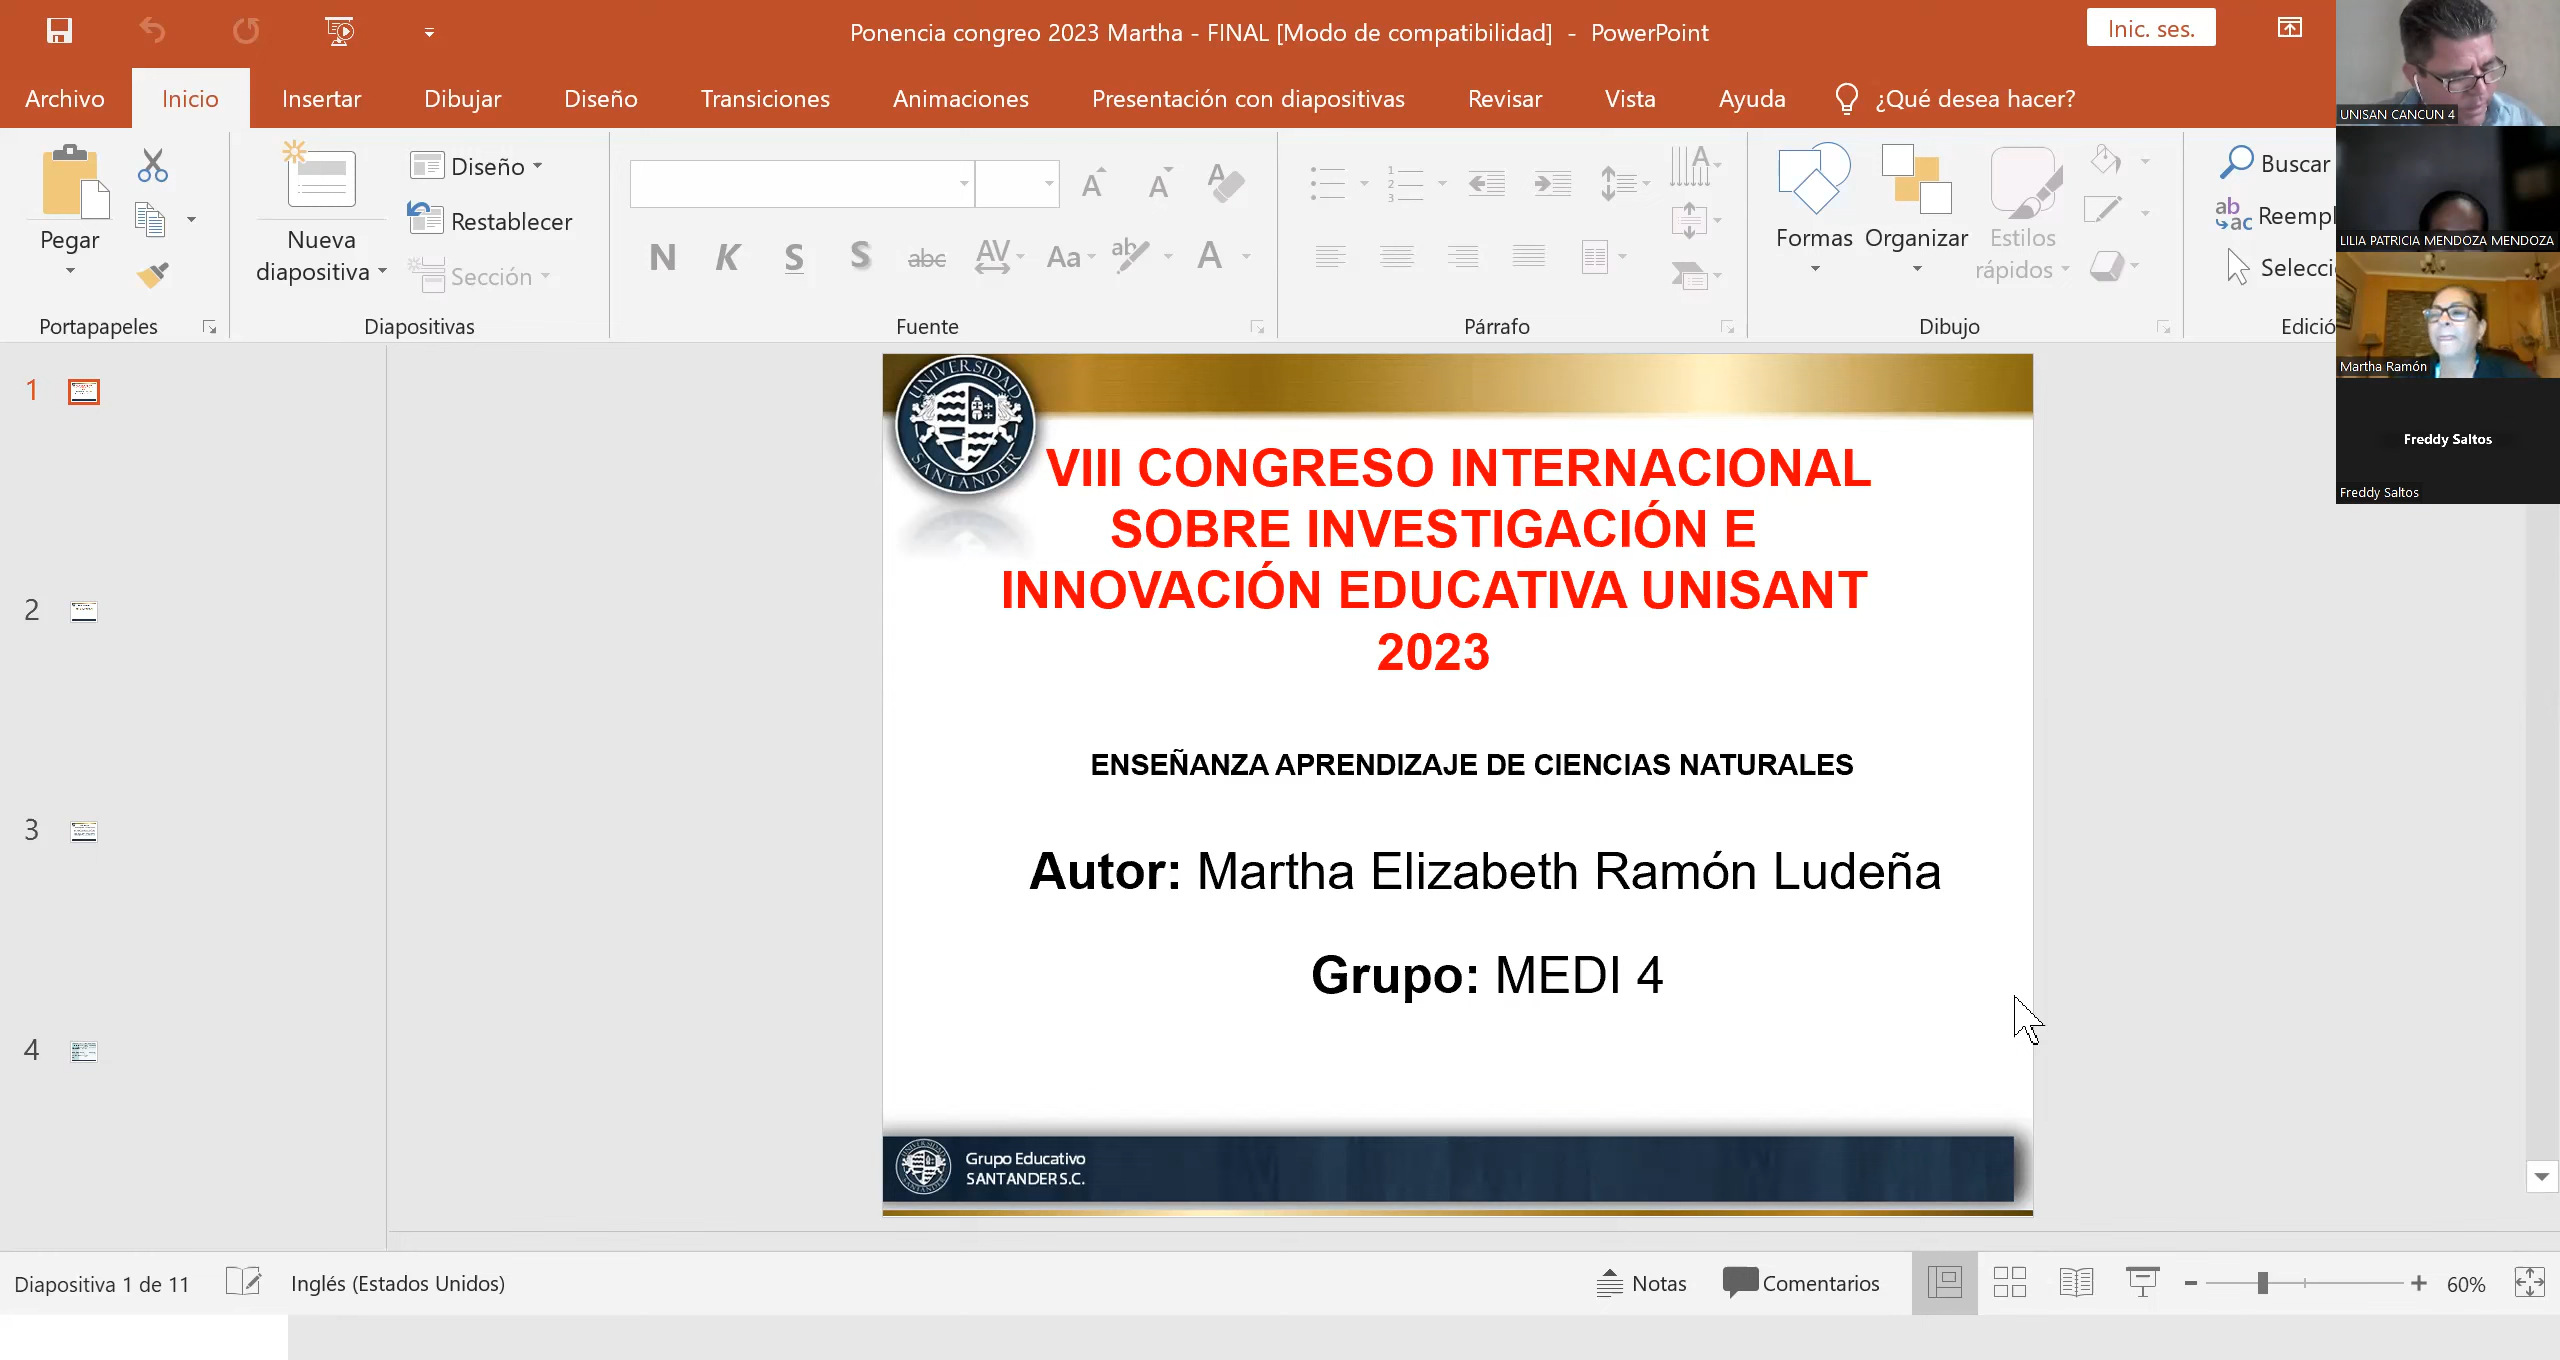 Ponencia congreo 2023 Martha - FINAL [Modo de compatibilidad] - PowerPoint
Inic. ses.
Archivo Inicio Insertar Dibujar Diseño Transiciones Animaciones Presentación con diapositivas Revisar Vista Ayuda ¿Qué desea hacer?
Pegar
Portapapeles
Nueva
diapositiva
Diseño
Restablecer
Sección
Diapositivas
N K S S abc AV Aa ab A
Fuente
Párrafo
Formas
Organizar
Estilos
rápidos
Dibujo
Buscar
Reempl
Selecci
Edició
UNISAN CANCUN 4
LILIA PATRICIA MENDOZA MENDOZA
Martha Ramón
Freddy Saltos
Freddy Saltos
1
2
3
4
UNIVERSIDAD
SANTANDER
VIII CONGRESO INTERNACIONAL
SOBRE INVESTIGACIÓN E
INNOVACIÓN EDUCATIVA UNISANT
2023
ENSEÑANZA APRENDIZAJE DE CIENCIAS NATURALES
Autor: Martha Elizabeth Ramón Ludeña
Grupo: MEDI 4
Grupo Educativo
SANTANDER S.C.
Diapositiva 1 de 11 Inglés (Estados Unidos) Notas Comentarios 60%